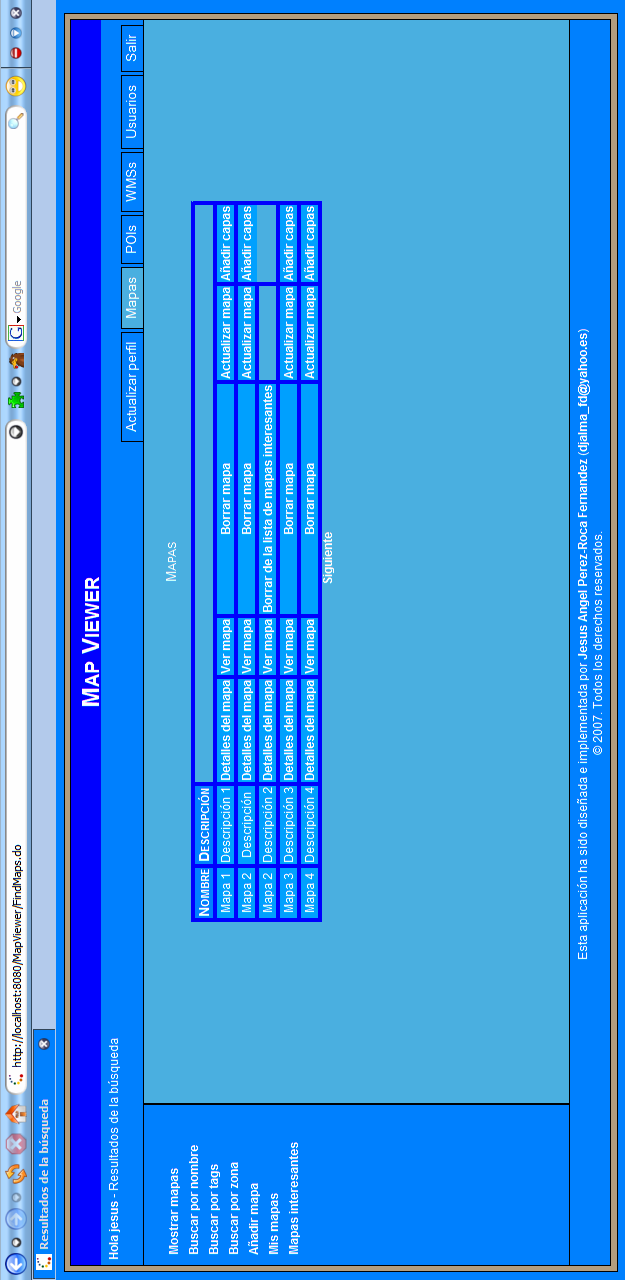 http://localhost:8080/MapViewer/FindMaps.do
G Google
Resultados de la búsqueda
MAP VIEWER
Hola jesus - Resultados de la búsqueda
Actualizar perfil Mapas POIs WMSs Usuarios Salir
Mostrar mapas
Buscar por nombre
Buscar por tags
Buscar por zona
Añadir mapa
Mis mapas
Mapas interesantes
MAPAS
NOMBRE DESCRIPCIÓN
Mapa 1 Descripción 1 Detalles del mapa Ver mapa Borrar mapa Actualizar mapa Añadir capas
Mapa 2 Descripción Detalles del mapa Ver mapa Borrar mapa Actualizar mapa Añadir capas
Mapa 2 Descripción 2 Detalles del mapa Ver mapa Borrar de la lista de mapas interesantes
Mapa 3 Descripción 3 Detalles del mapa Ver mapa Borrar mapa Actualizar mapa Añadir capas
Mapa 4 Descripción 4 Detalles del mapa Ver mapa Borrar mapa Actualizar mapa Añadir capas
Siguiente
Esta aplicación ha sido diseñada e implementada por Jesus Angel Perez-Roca Fernandez (djalma_fd@yahoo.es)
© 2007. Todos los derechos reservados.